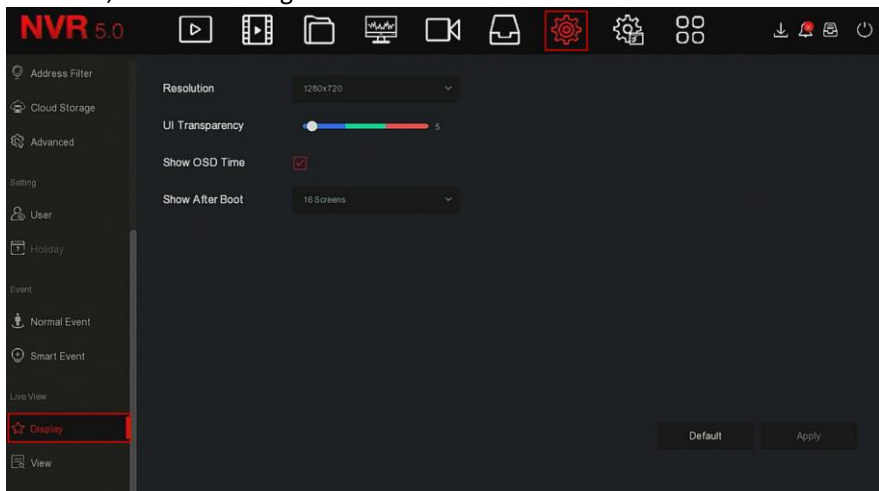 NVR 5.0
Address Filter
Cloud Storage
Advanced
Setting
User
Holiday
Event
Normal Event
Smart Event
Live View
Display
View
Resolution 1280x720
UI Transparency 5
Show OSD Time
Show After Boot 16 Screens
Default Apply